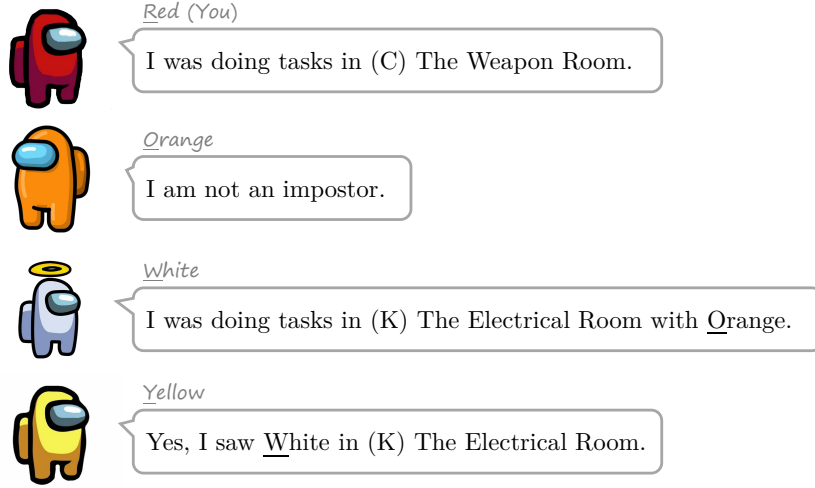 Red (You)
I was doing tasks in (C) The Weapon Room.
Orange
I am not an impostor.
White
I was doing tasks in (K) The Electrical Room with Orange.
Yellow
Yes, I saw White in (K) The Electrical Room.